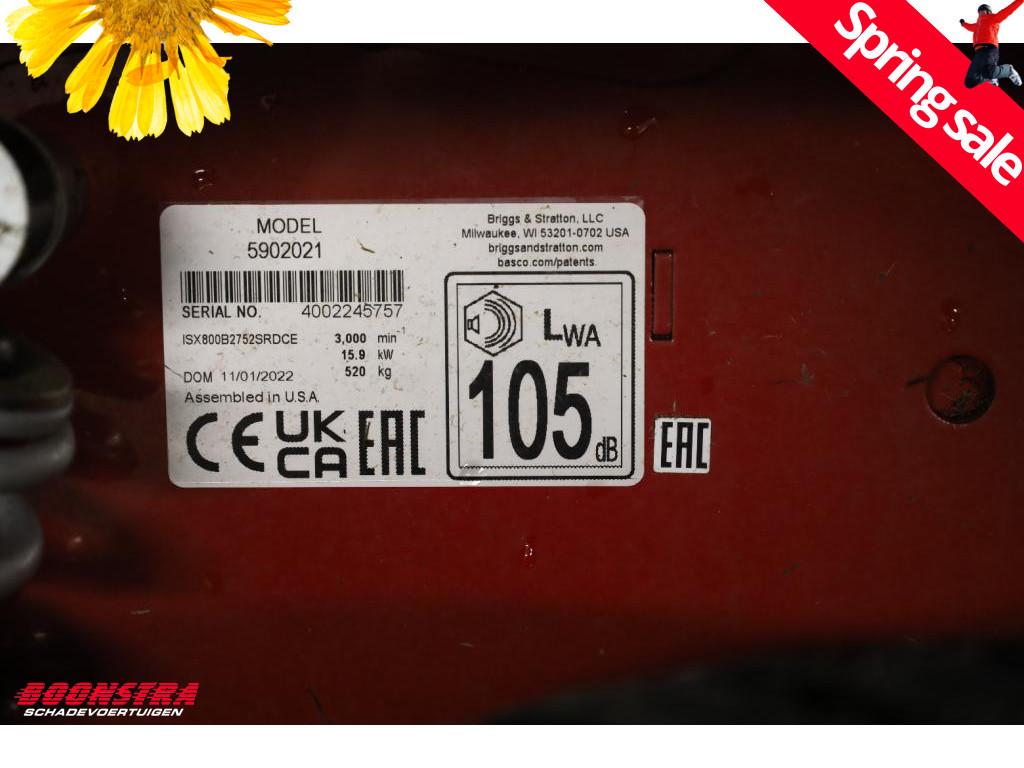 Spring sale
MODEL
5902021
Briggs & Stratton, LLC
Milwaukee, WI 53201-0702 USA
briggsandstratton.com
basco.com/patents.
SERIAL NO. 4002245757
ISX800B2752SRDCE 3,000 min-1
15.9 kW
DOM 11/01/2022 520 kg
Assembled in U.S.A.
CE UK CA EAC
LWA
105 dB
EAC
BOONSTRA
SCHADEVOERTUIGEN